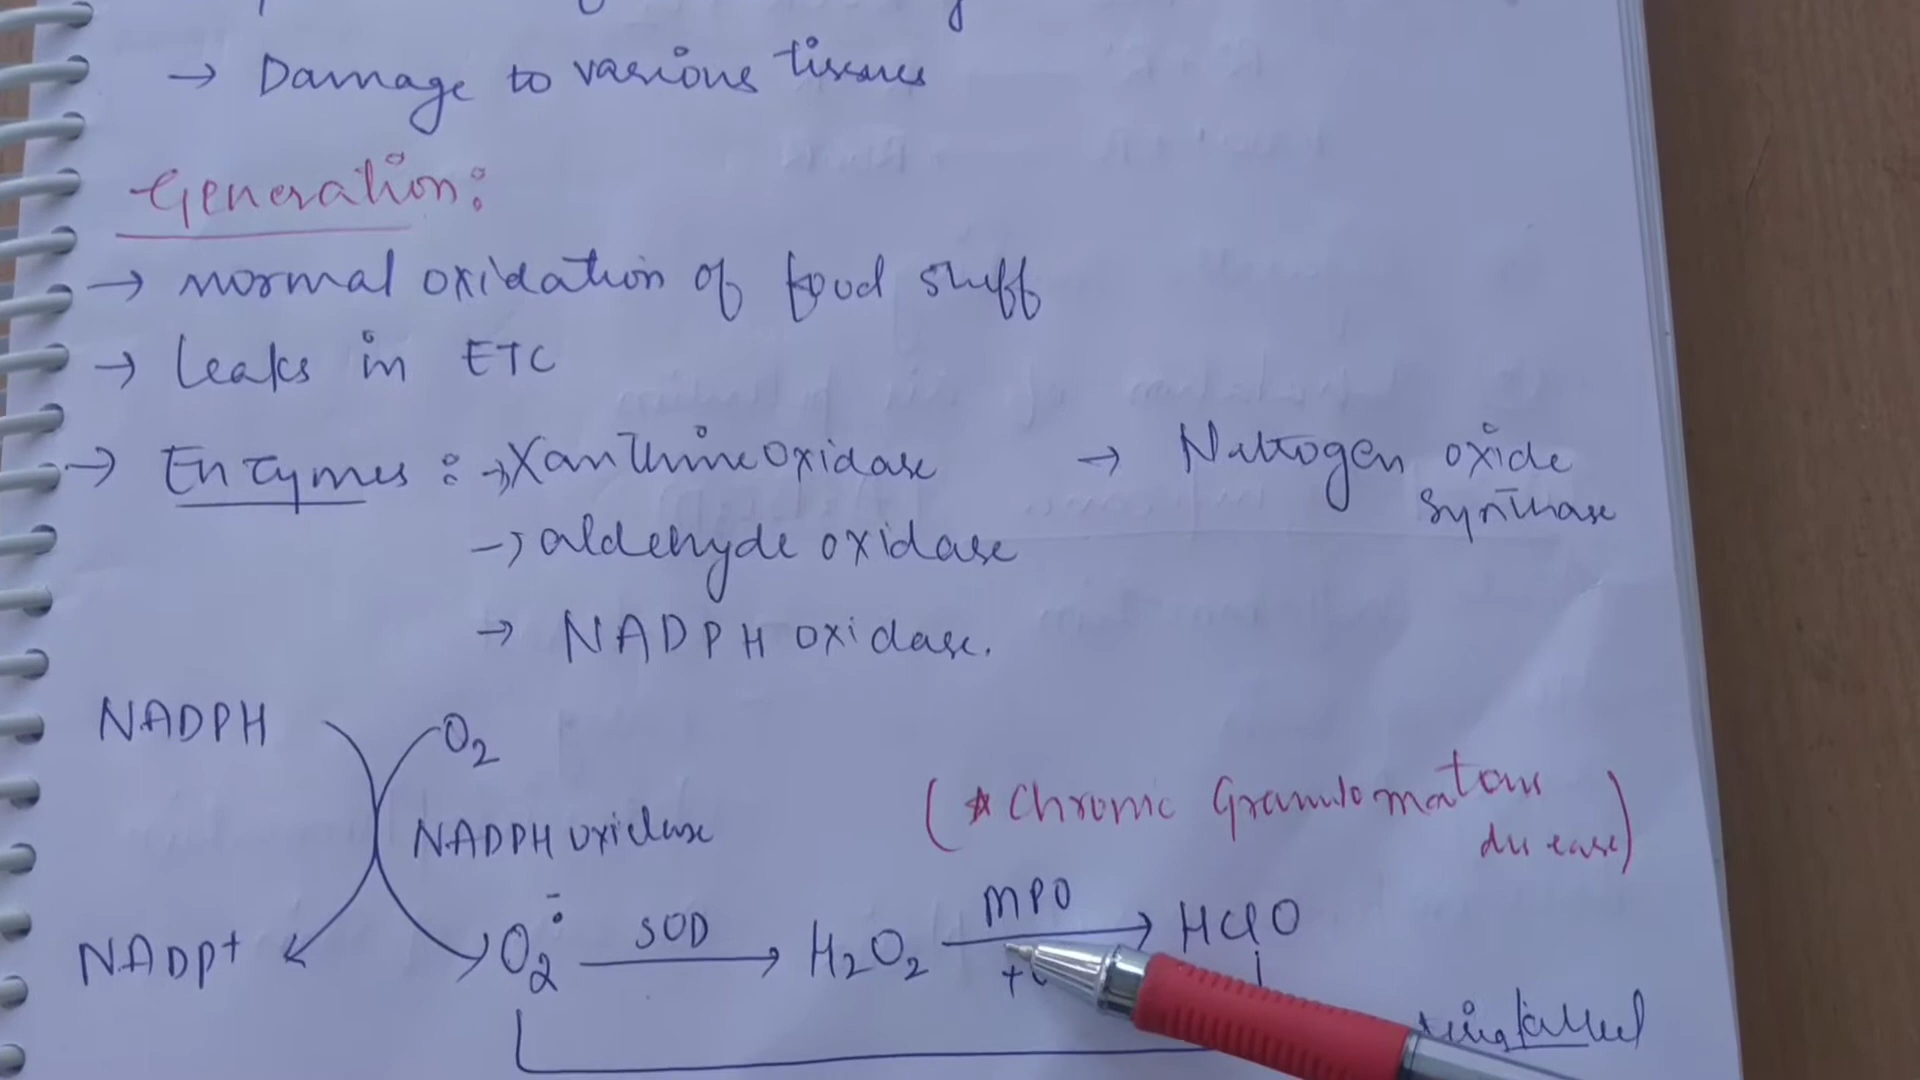 → Damage to various tissues
Generation:
→ normal oxidation of food stuff
→ Leaks in ETC
→ Enzymes : → Xanthine oxidase → Nitrogen oxide synthase
→ aldehyde oxidase
→ NADPH oxidase.
NADPH O2
(* Chronic Granulomatous disease)
NADPH oxidase
MPO
NADP+ O2∸ SOD → H2O2 → HClO
+
killed